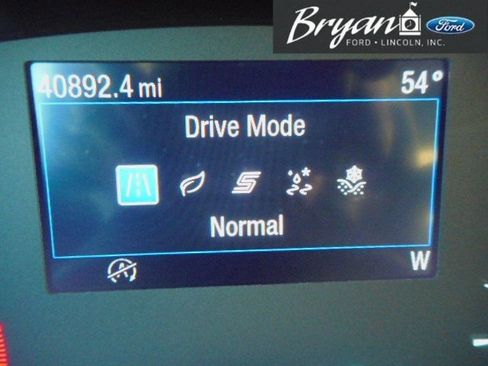 Bryan
Ford
FORD • LINCOLN, INC.
40892.4 mi 54°
Drive Mode
Normal
W